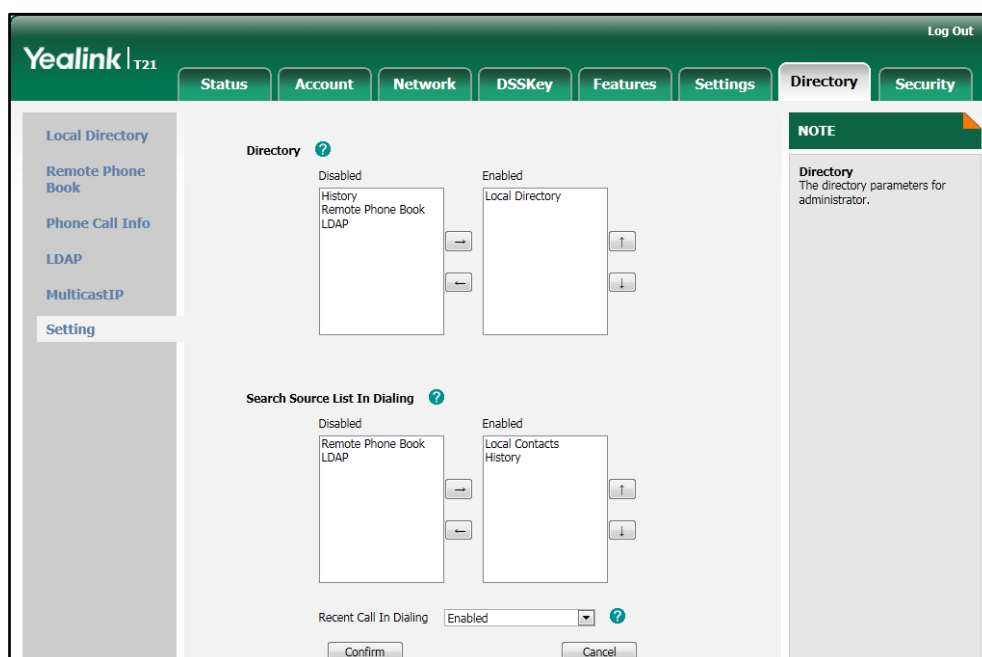 Log Out
Yealink T21
Status Account Network DSSKey Features Settings Directory Security
Local Directory
Remote Phone
Book
Phone Call Info
LDAP
MulticastIP
Setting
Directory ?
Disabled Enabled
History
Remote Phone Book
LDAP
Local Directory
→
←
↑
↓
Search Source List In Dialing ?
Disabled Enabled
Remote Phone Book
LDAP
Local Contacts
History
→
←
↑
↓
Recent Call In Dialing Enabled ?
Confirm Cancel
NOTE
Directory
The directory parameters for
administrator.